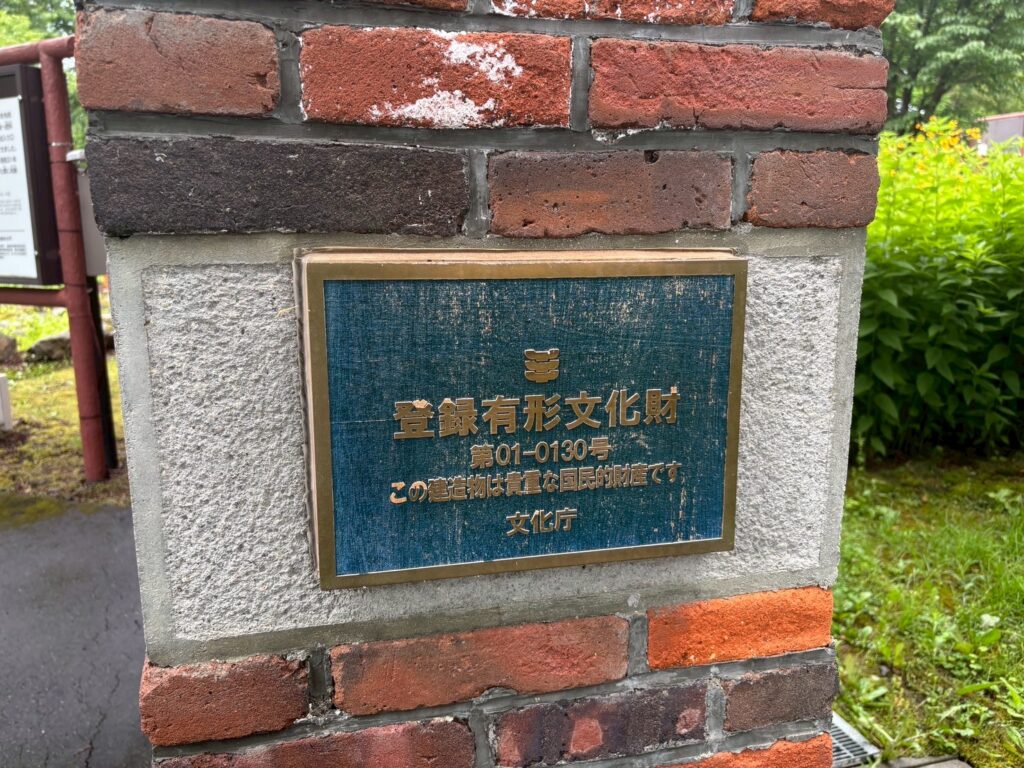 登録有形文化財
第01-0130号
この建造物は貴重な国民的財産です
文化庁